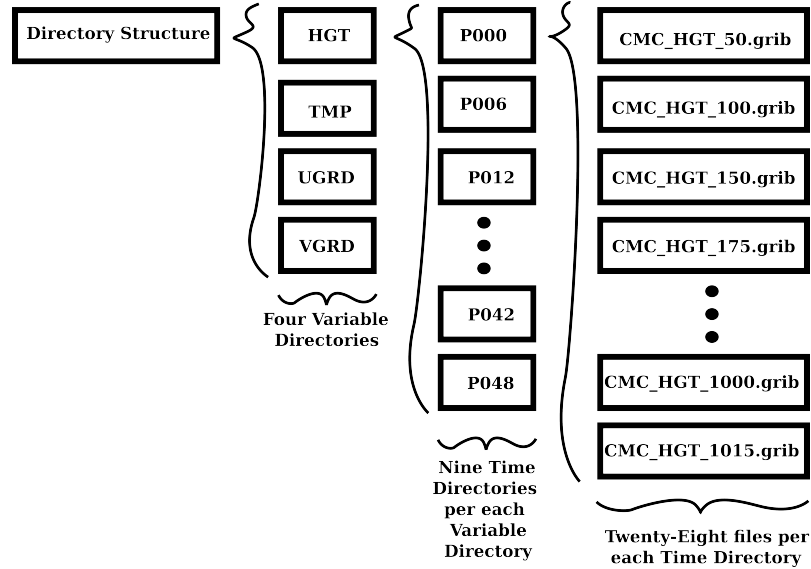 Directory Structure
HGT
TMP
UGRD
VGRD
Four Variable
Directories
P000
P006
P012
P042
P048
Nine Time
Directories
per each
Variable
Directory
CMC_HGT_50.grib
CMC_HGT_100.grib
CMC_HGT_150.grib
CMC_HGT_175.grib
CMC_HGT_1000.grib
CMC_HGT_1015.grib
Twenty-Eight files per
each Time Directory